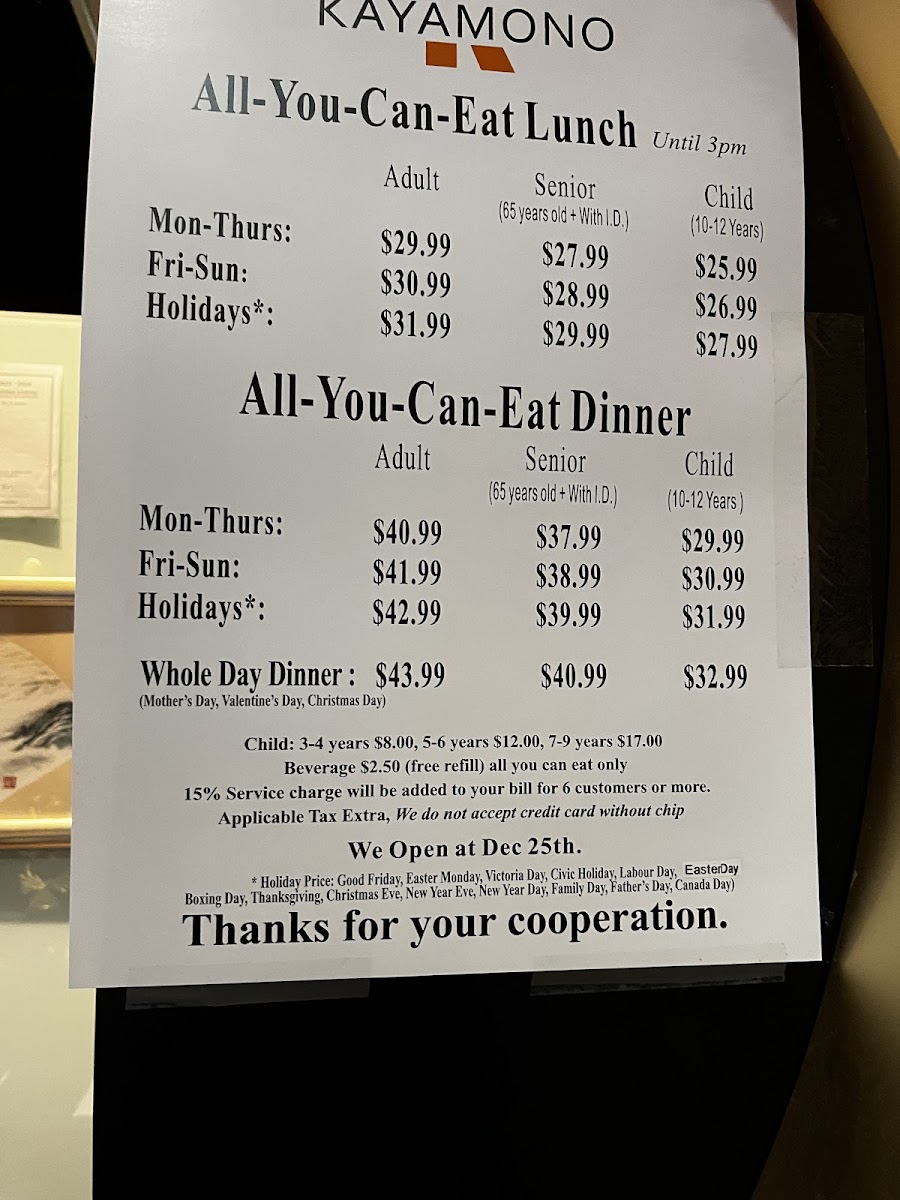 KAYAMONO
All-You-Can-Eat Lunch Until 3pm
Adult Senior Child
(65 years old + With I.D.) (10-12 Years)
Mon-Thurs: $29.99 $27.99 $25.99
Fri-Sun: $30.99 $28.99 $26.99
Holidays*: $31.99 $29.99 $27.99
All-You-Can-Eat Dinner
Adult Senior Child
(65 years old + With I.D.) (10-12 Years )
Mon-Thurs: $40.99 $37.99 $29.99
Fri-Sun: $41.99 $38.99 $30.99
Holidays*: $42.99 $39.99 $31.99
Whole Day Dinner : $43.99 $40.99 $32.99
(Mother's Day, Valentine's Day, Christmas Day)
Child: 3-4 years $8.00, 5-6 years $12.00, 7-9 years $17.00
Beverage $2.50 (free refill) all you can eat only
15% Service charge will be added to your bill for 6 customers or more.
Applicable Tax Extra, We do not accept credit card without chip
We Open at Dec 25th.
* Holiday Price: Good Friday, Easter Monday, Victoria Day, Civic Holiday, Labour Day, EasterDay
Boxing Day, Thanksgiving, Christmas Eve, New Year Eve, New Year Day, Family Day, Father's Day, Canada Day)
Thanks for your cooperation.